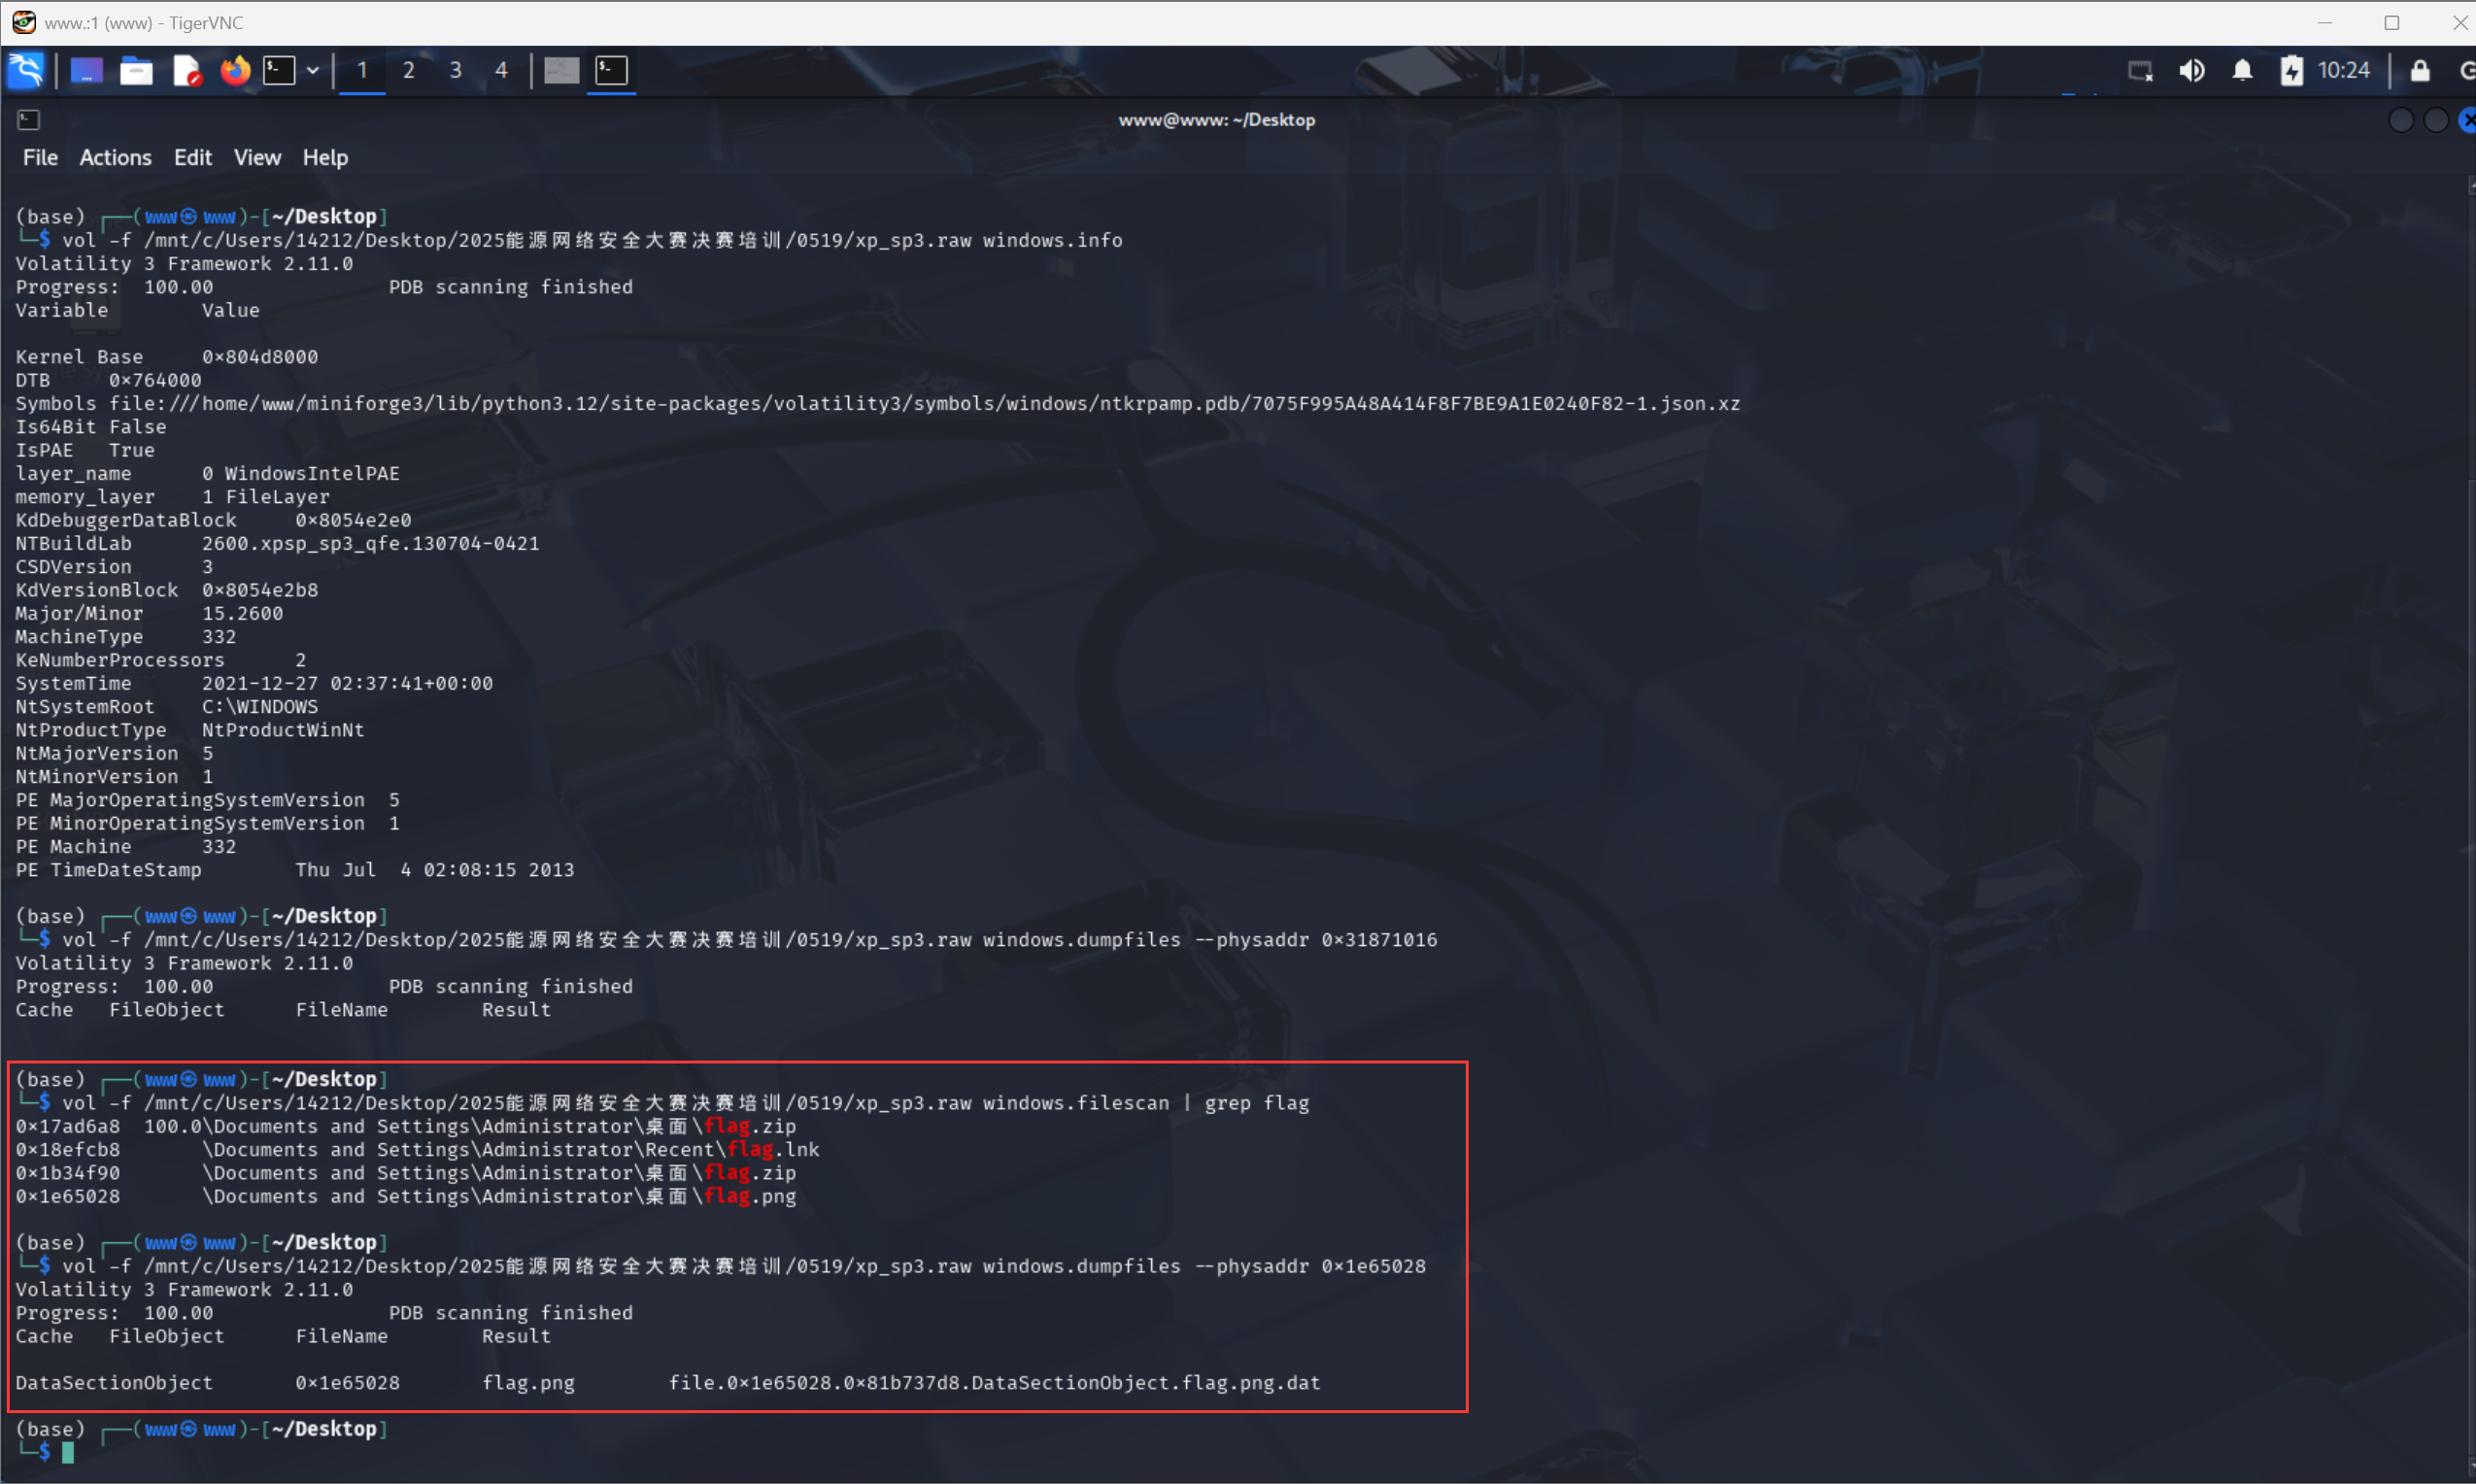 www.:1 (www) - TigerVNC
1 2 3 4 10:24
www@www: ~/Desktop
File Actions Edit View Help
(base) ┌──(www㉿www)-[~/Desktop]
└─$ vol -f /mnt/c/Users/14212/Desktop/2025能源网络安全大赛决赛培训/0519/xp_sp3.raw windows.info
Volatility 3 Framework 2.11.0
Progress:  100.00               PDB scanning finished
Variable        Value
Kernel Base     0×804d8000
DTB     0×764000
Symbols file:///home/www/miniforge3/lib/python3.12/site-packages/volatility3/symbols/windows/ntkrpamp.pdb/7075F995A48A414F8F7BE9A1E0240F82-1.json.xz
Is64Bit False
IsPAE   True
layer_name      0 WindowsIntelPAE
memory_layer    1 FileLayer
KdDebuggerDataBlock     0×8054e2e0
NTBuildLab      2600.xpsp_sp3_qfe.130704-0421
CSDVersion      3
KdVersionBlock  0×8054e2b8
Major/Minor     15.2600
MachineType     332
KeNumberProcessors      2
SystemTime      2021-12-27 02:37:41+00:00
NtSystemRoot    C:\WINDOWS
NtProductType   NtProductWinNt
NtMajorVersion  5
NtMinorVersion  1
PE MajorOperatingSystemVersion  5
PE MinorOperatingSystemVersion  1
PE Machine      332
PE TimeDateStamp        Thu Jul  4 02:08:15 2013
(base) ┌──(www㉿www)-[~/Desktop]
└─$ vol -f /mnt/c/Users/14212/Desktop/2025能源网络安全大赛决赛培训/0519/xp_sp3.raw windows.dumpfiles --physaddr 0×31871016
Volatility 3 Framework 2.11.0
Progress:  100.00               PDB scanning finished
Cache   FileObject      FileName        Result
(base) ┌──(www㉿www)-[~/Desktop]
└─$ vol -f /mnt/c/Users/14212/Desktop/2025能源网络安全大赛决赛培训/0519/xp_sp3.raw windows.filescan | grep flag
0×17ad6a8  100.0\Documents and Settings\Administrator\桌面\flag.zip
0×18efcb8       \Documents and Settings\Administrator\Recent\flag.lnk
0×1b34f90       \Documents and Settings\Administrator\桌面\flag.zip
0×1e65028       \Documents and Settings\Administrator\桌面\flag.png
(base) ┌──(www㉿www)-[~/Desktop]
└─$ vol -f /mnt/c/Users/14212/Desktop/2025能源网络安全大赛决赛培训/0519/xp_sp3.raw windows.dumpfiles --physaddr 0×1e65028
Volatility 3 Framework 2.11.0
Progress:  100.00               PDB scanning finished
Cache   FileObject      FileName        Result
DataSectionObject       0×1e65028       flag.png        file.0×1e65028.0×81b737d8.DataSectionObject.flag.png.dat
(base) ┌──(www㉿www)-[~/Desktop]
└─$